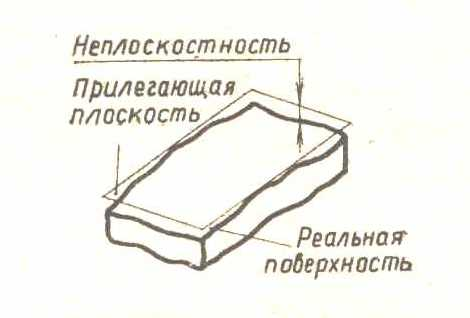 Неплоскостность
Прилегающая
плоскость
Реальная
поверхность